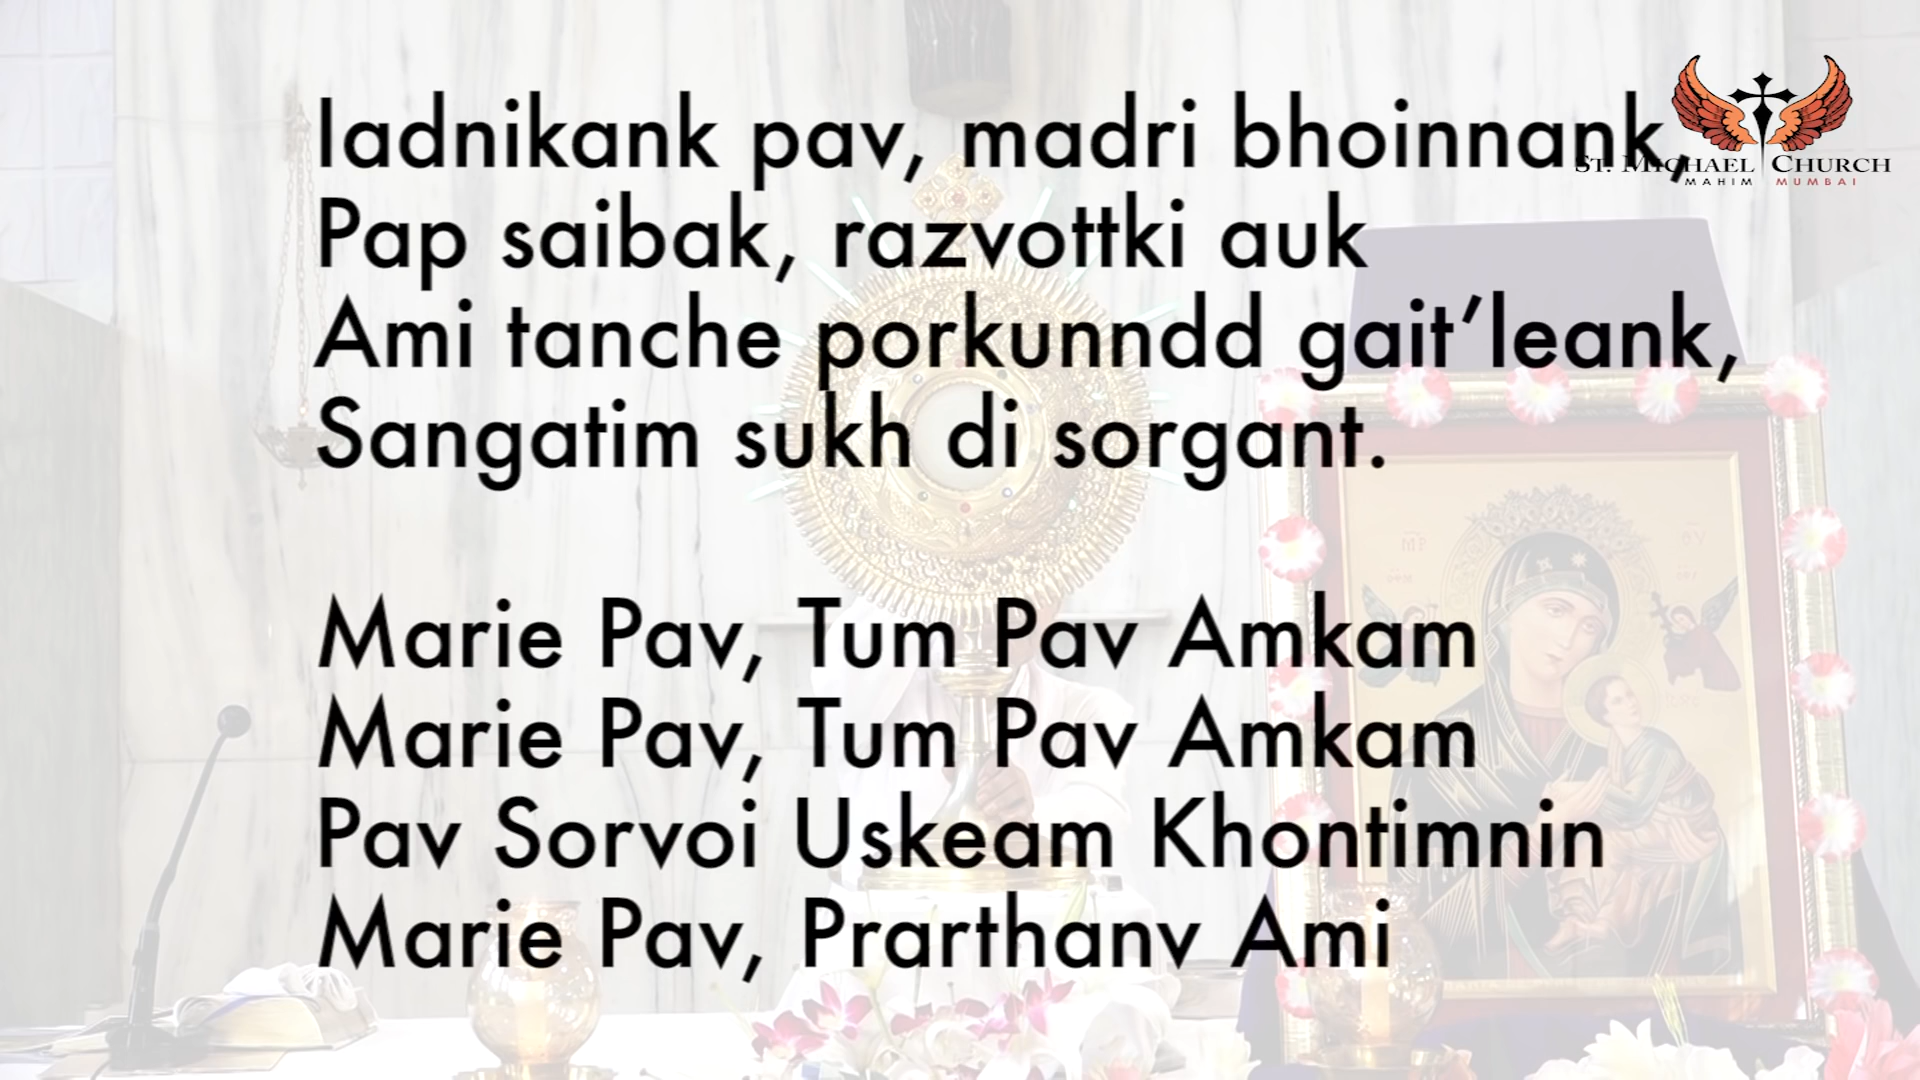 Iadnikank pav, madri bhoinnank,
Pap saibak, razvottki auk
Ami tanche porkunndd gait’leank,
Sangatim sukh di sorgant.
Marie Pav, Tum Pav Amkam
Marie Pav, Tum Pav Amkam
Pav Sorvoi Uskeam Khontimnin
Marie Pav, Prarthanv Ami
ST. MICHAEL CHURCH
MAHIM MUMBAI